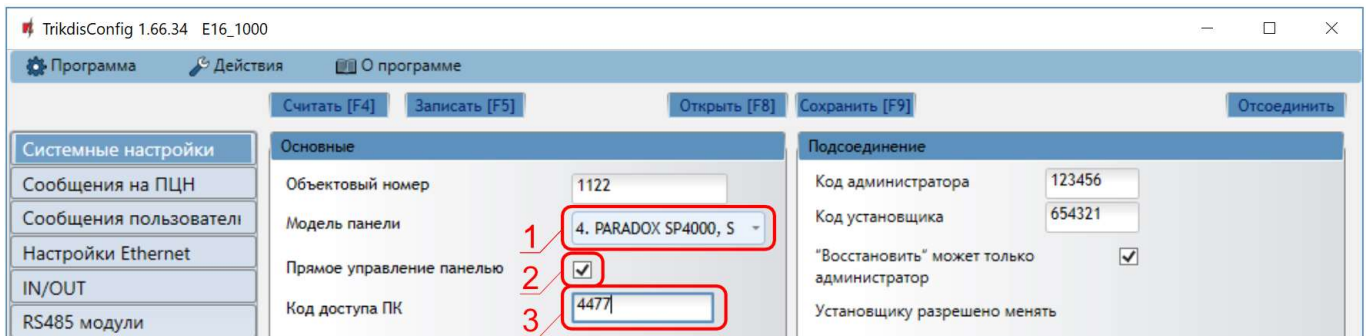 TrikdisConfig 1.66.34 E16_1000
Программа Действия О программе
Считать [F4] Записать [F5] Открыть [F8] Сохранить [F9] Отсоединить
Системные настройки
Сообщения на ПЦН
Сообщения пользователю
Настройки Ethernet
IN/OUT
RS485 модули
Основные
Объектовый номер 1122
Модель панели 1 4. PARADOX SP4000, S
Прямое управление панелью 2
Код доступа ПК 3 4477
Подсоединение
Код администратора 123456
Код установщика 654321
"Восстановить" может только
администратор
Установщику разрешено менять